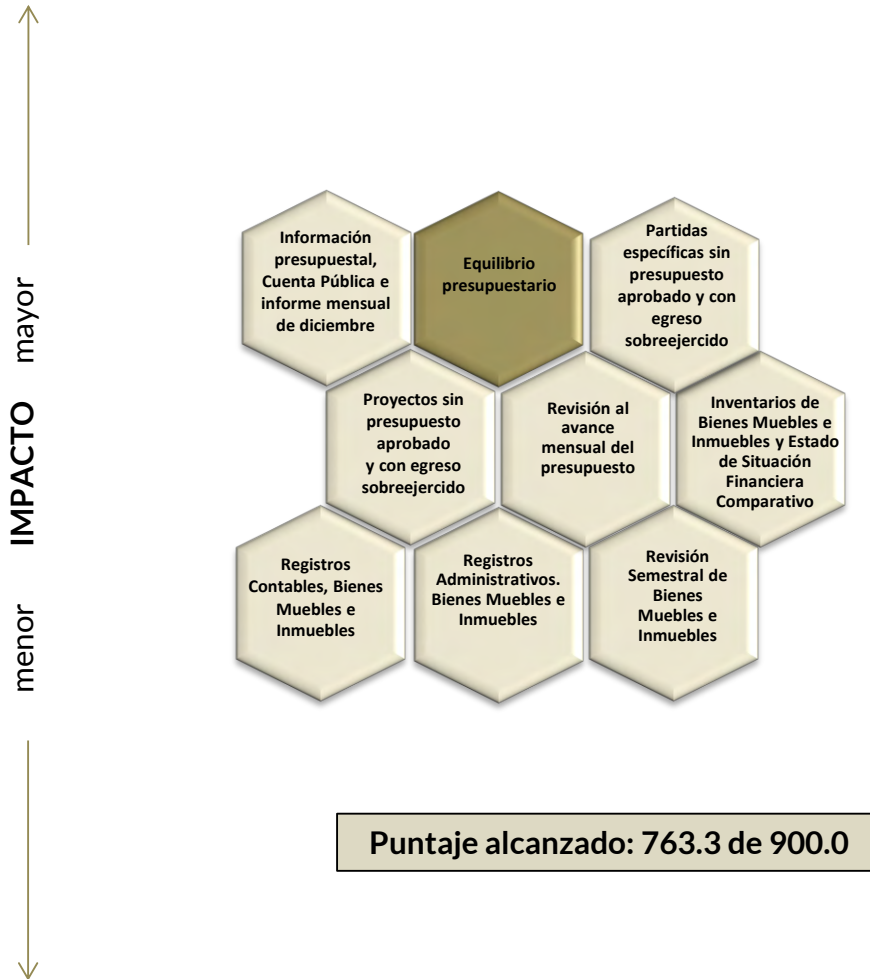 mayor
IMPACTO
menor
Información
presupuestal,
Cuenta Pública e
informe mensual
de diciembre
Equilibrio
presupuestario
Partidas
específicas sin
presupuesto
aprobado y con
egreso
sobreejercido
Proyectos sin
presupuesto
aprobado
y con egreso
sobreejercido
Revisión al
avance
mensual del
presupuesto
Inventarios de
Bienes Muebles e
Inmuebles y Estado
de Situación
Financiera
Comparativo
Registros
Contables, Bienes
Muebles e
Inmuebles
Registros
Administrativos.
Bienes Muebles e
Inmuebles
Revisión
Semestral de
Bienes
Muebles e
Inmuebles
Puntaje alcanzado: 763.3 de 900.0